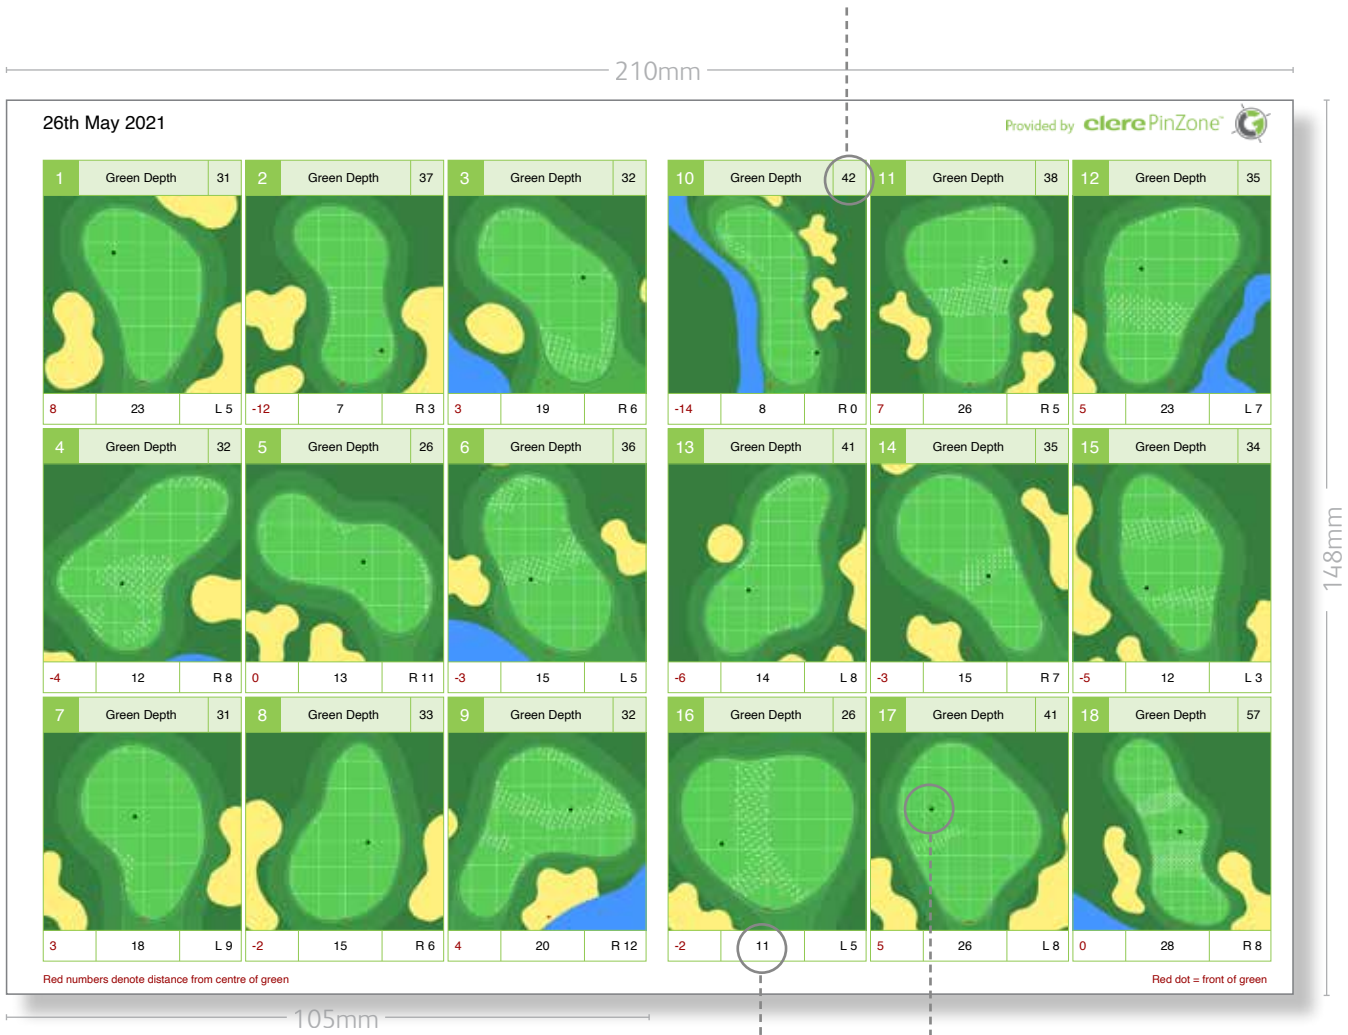 210mm
26th May 2021
Provided by clere PinZone™
1 Green Depth 31
2 Green Depth 37
3 Green Depth 32
10 Green Depth 42
11 Green Depth 38
12 Green Depth 35
8 23 L 5
-12 7 R 3
3 19 R 6
-14 8 R 0
7 26 R 5
5 23 L 7
4 Green Depth 32
5 Green Depth 26
6 Green Depth 36
13 Green Depth 41
14 Green Depth 35
15 Green Depth 34
-4 12 R 8
0 13 R 11
-3 15 L 5
-6 14 L 8
-3 15 R 7
-5 12 L 3
7 Green Depth 31
8 Green Depth 33
9 Green Depth 32
16 Green Depth 26
17 Green Depth 41
18 Green Depth 57
3 18 L 9
-2 15 R 6
4 20 R 12
-2 11 L 5
5 26 L 8
0 28 R 8
Red numbers denote distance from centre of green
Red dot = front of green
148mm
105mm